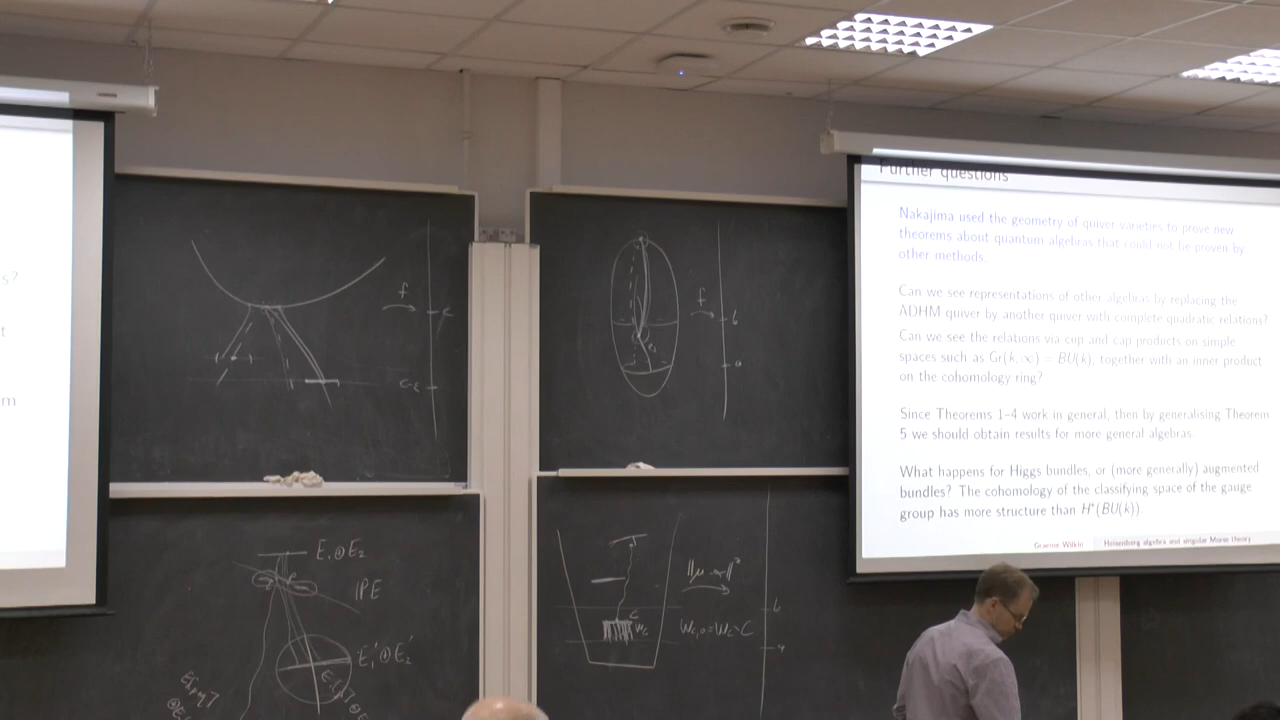 s?
t
m
f
c
c-ε
f
b
a
E₁⊕E₂
IPE
E₁'⊕E₂'
b
C
W_C
a
Further questions
Nakajima used the geometry of quiver varieties to prove new
theorems about quantum algebras that could not be proven by
other methods.
Can we see representations of other algebras by replacing the
ADHM quiver by another quiver with complete quadratic relations?
Can we see the relations via cup and cap products on simple
spaces such as Gr(k, ∞) = BU(k), together with an inner product
on the cohomology ring?
Since Theorems 1–4 work in general, then by generalising Theorem
5 we should obtain results for more general algebras.
What happens for Higgs bundles, or (more generally) augmented
bundles? The cohomology of the classifying space of the gauge
group has more structure than H*(BU(k)).
Graeme Wilkin Heisenberg algebra and singular Morse theory